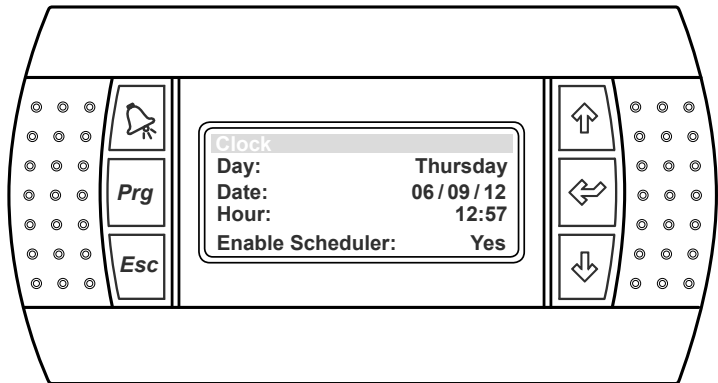 Clock
Day: Thursday
Date: 06/09/12
Hour: 12:57
Enable Scheduler: Yes
Prg
Esc